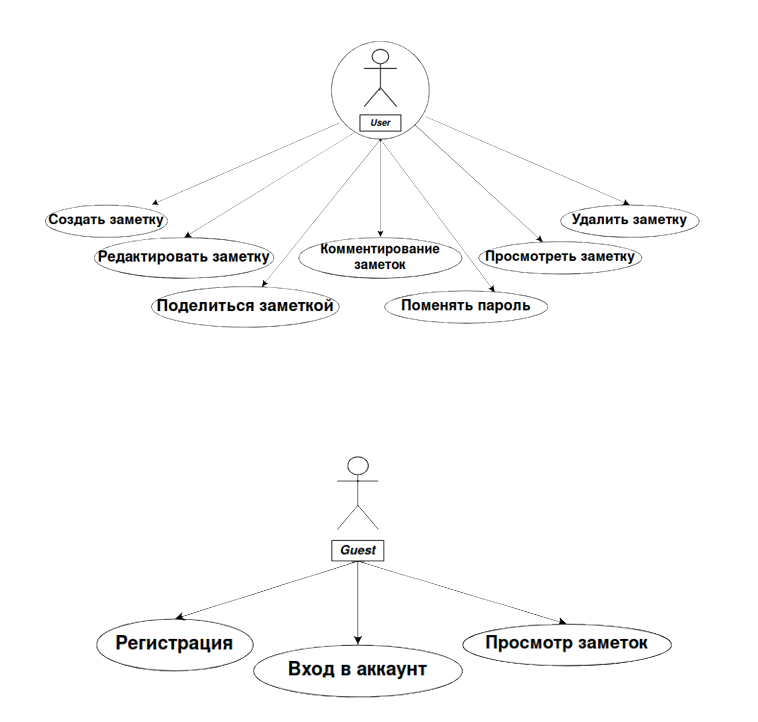 User
Создать заметку
Удалить заметку
Редактировать заметку
Комментирование
заметок
Просмотреть заметку
Поделиться заметкой
Поменять пароль
Guest
Регистрация
Вход в аккаунт
Просмотр заметок